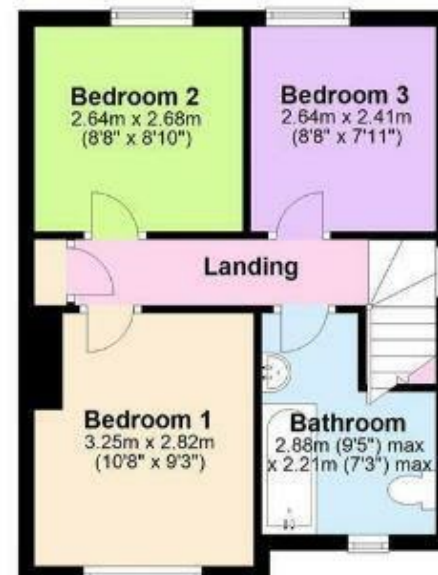 Bedroom 2
2.64m x 2.68m
(8'8" x 8'10")
Bedroom 3
2.64m x 2.41m
(8'8" x 7'11")
Landing
Bedroom 1
3.25m x 2.82m
(10'8" x 9'3")
Bathroom
2.88m (9'5") max
x 2.21m (7'3") max